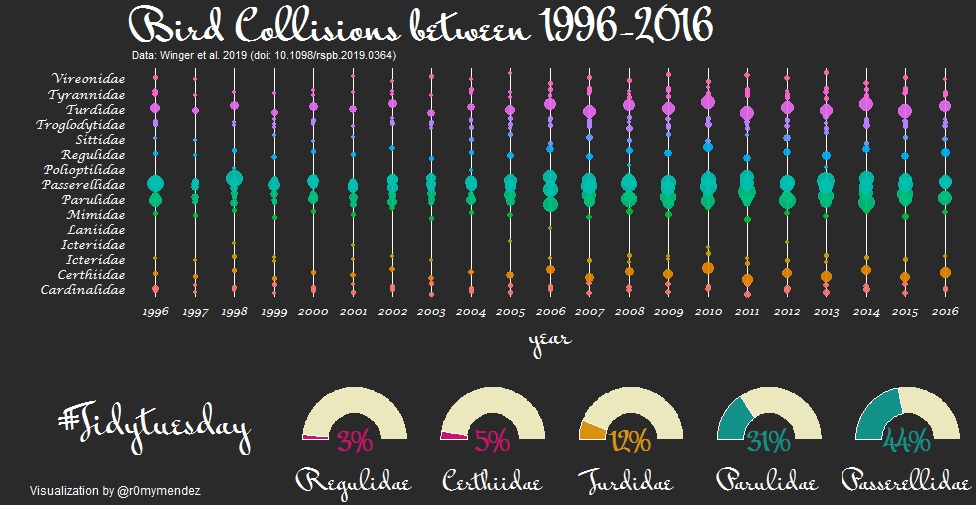 Bird Collisions between 1996-2016
Data: Winger et al. 2019 (doi: 10.1098/rspb.2019.0364)
Vireonidae
Tyrannidae
Turdidae
Troglodytidae
Sittidae
Regulidae
Polioptilidae
Passerellidae
Parulidae
Mimidae
Laniidae
Icteriidae
Icteridae
Certhiidae
Cardinalidae
1996 1997 1998 1999 2000 2001 2002 2003 2004 2005 2006 2007 2008 2009 2010 2011 2012 2013 2014 2015 2016
year
#Tidytuesday
3% 5% 12% 31% 44%
Regulidae Certhiidae Turdidae Parulidae Passerellidae
Visualization by @r0mymendez